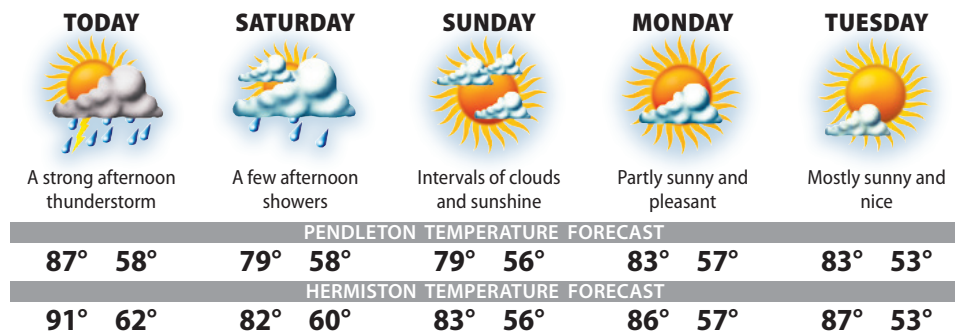 TODAY SATURDAY SUNDAY MONDAY TUESDAY
A strong afternoon thunderstorm
A few afternoon showers
Intervals of clouds and sunshine
Partly sunny and pleasant
Mostly sunny and nice
PENDLETON TEMPERATURE FORECAST
87° 58° 79° 58° 79° 56° 83° 57° 83° 53°
HERMISTON TEMPERATURE FORECAST
91° 62° 82° 60° 83° 56° 86° 57° 87° 53°